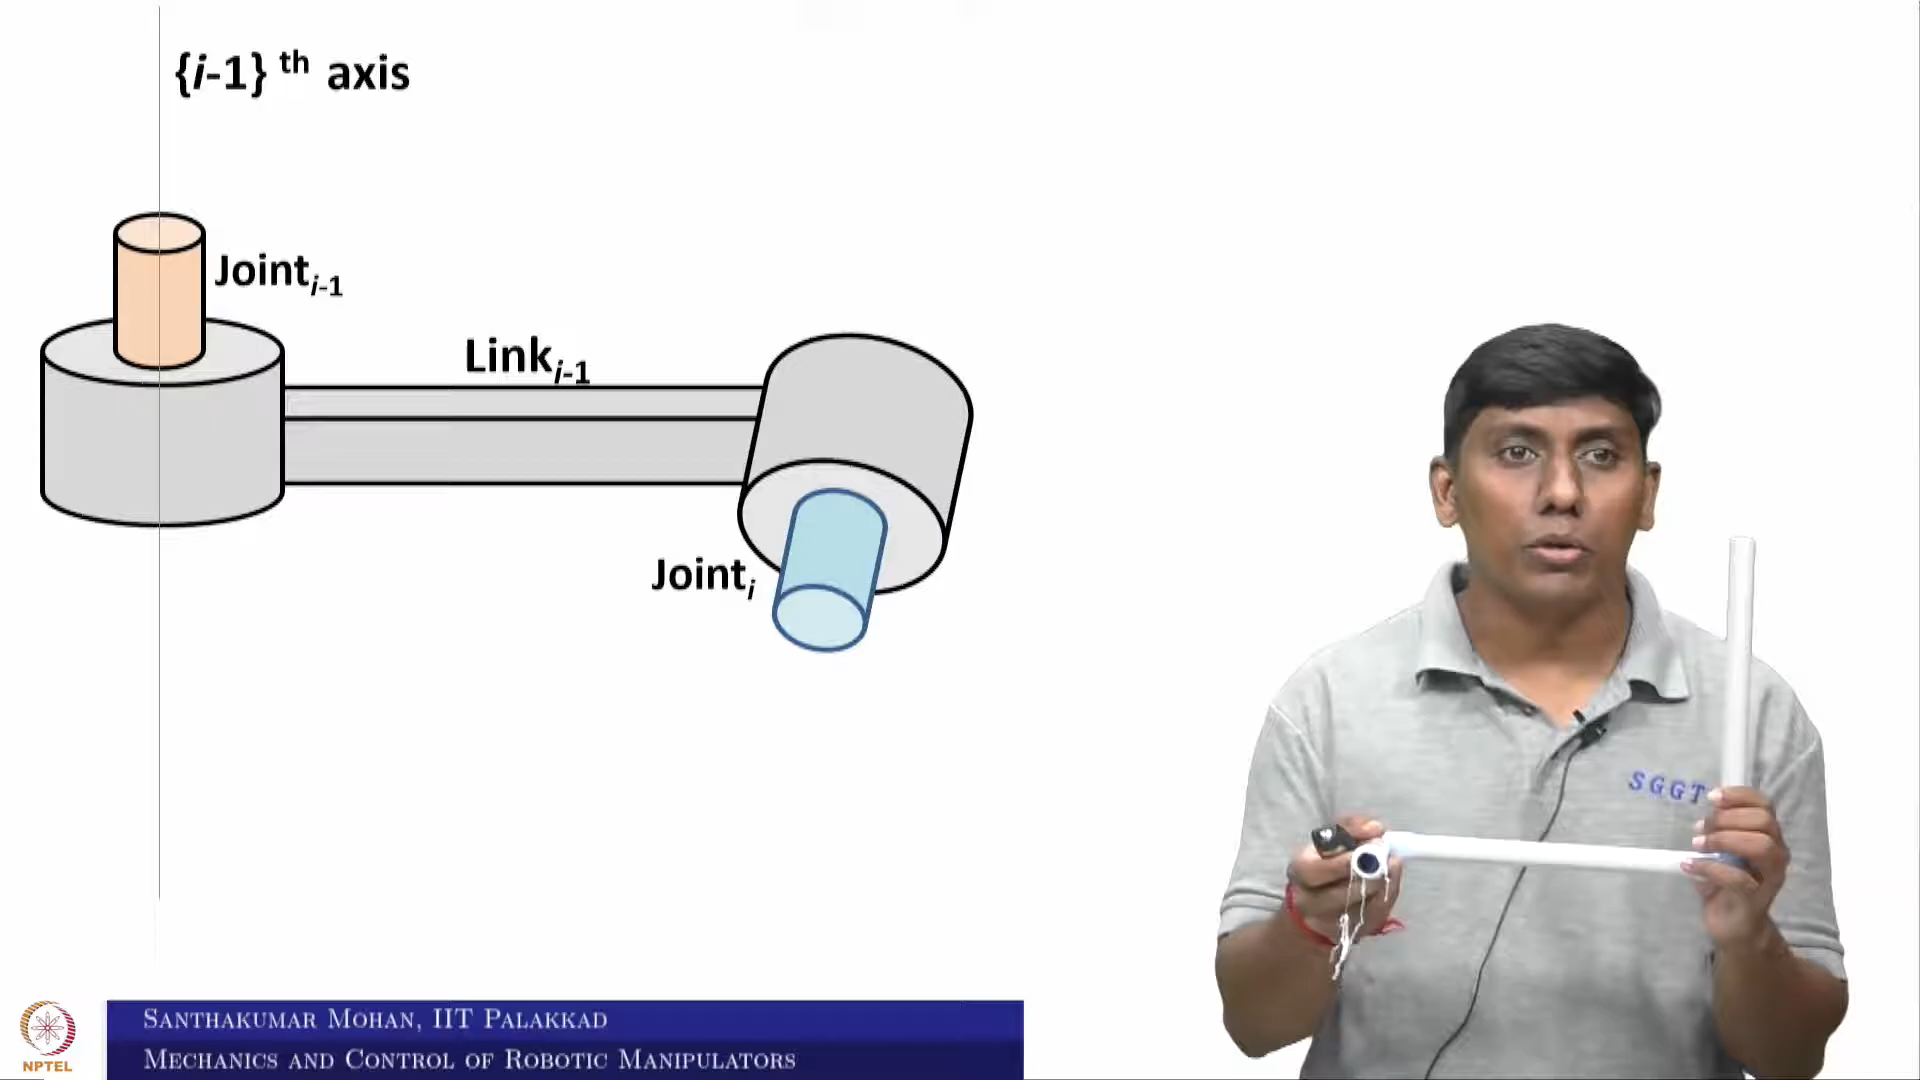 {i-1} th axis
Joint i-1
Link i-1
Joint i
SGGT
SANTHAKUMAR MOHAN, IIT PALAKKAD
MECHANICS AND CONTROL OF ROBOTIC MANIPULATORS
NPTEL